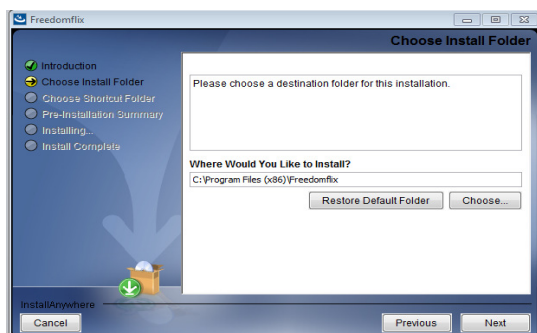 Freedomflix
Choose Install Folder
Introduction
Choose Install Folder
Choose Shortcut Folder
Pre-Installation Summary
Installing...
Install Complete
Please choose a destination folder for this installation.
Where Would You Like to Install?
C:\Program Files (x86)\Freedomflix
Restore Default Folder Choose...
InstallAnywhere
Cancel Previous Next